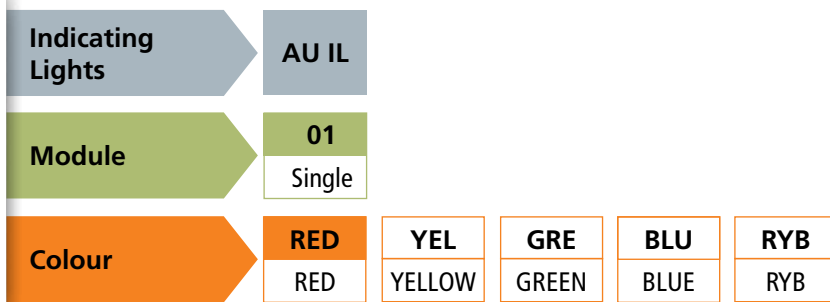 Indicating
Lights
AU IL
Module
01
Single
Colour
RED YEL GRE BLU RYB
RED YELLOW GREEN BLUE RYB